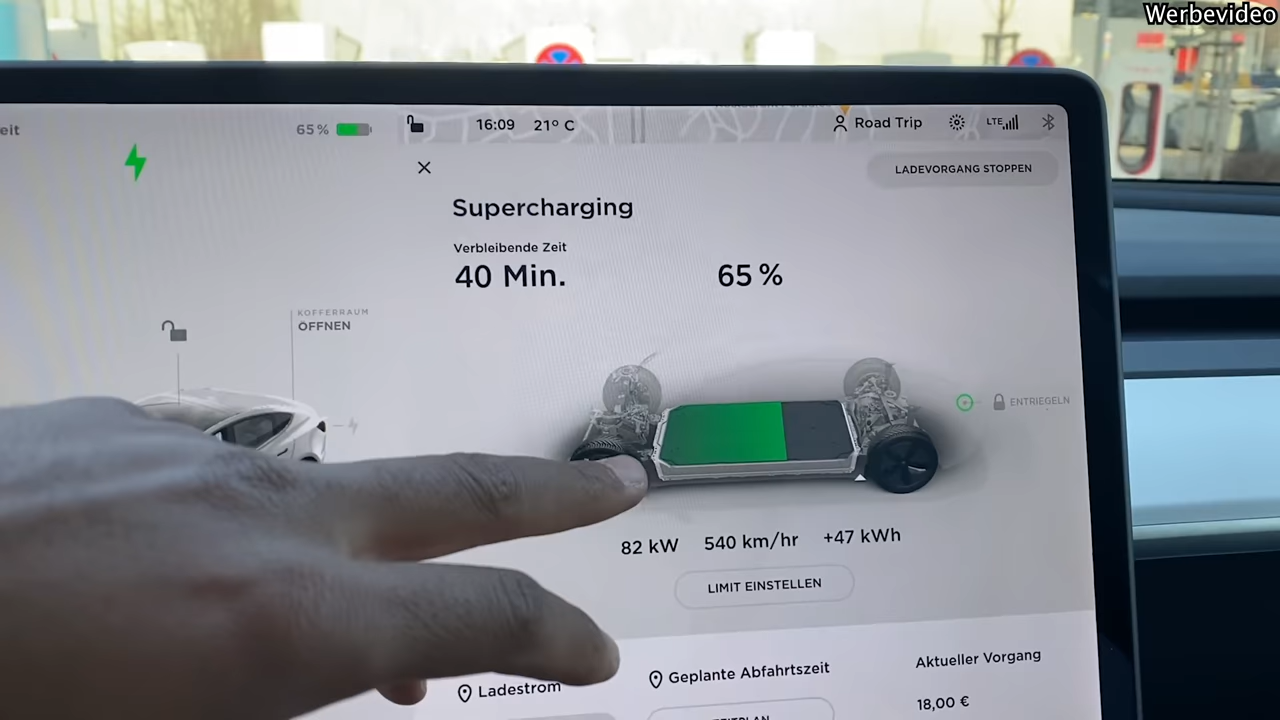 Werbevideo
eit
65 %
16:09 21° C
Road Trip
LTE
LADEVORGANG STOPPEN
Supercharging
Verbleibende Zeit
40 Min.
65 %
KOFFERRAUM
ÖFFNEN
ENTRIEGELN
82 kW 540 km/hr +47 kWh
LIMIT EINSTELLEN
Ladestrom
Geplante Abfahrtszeit
Aktueller Vorgang
18,00 €